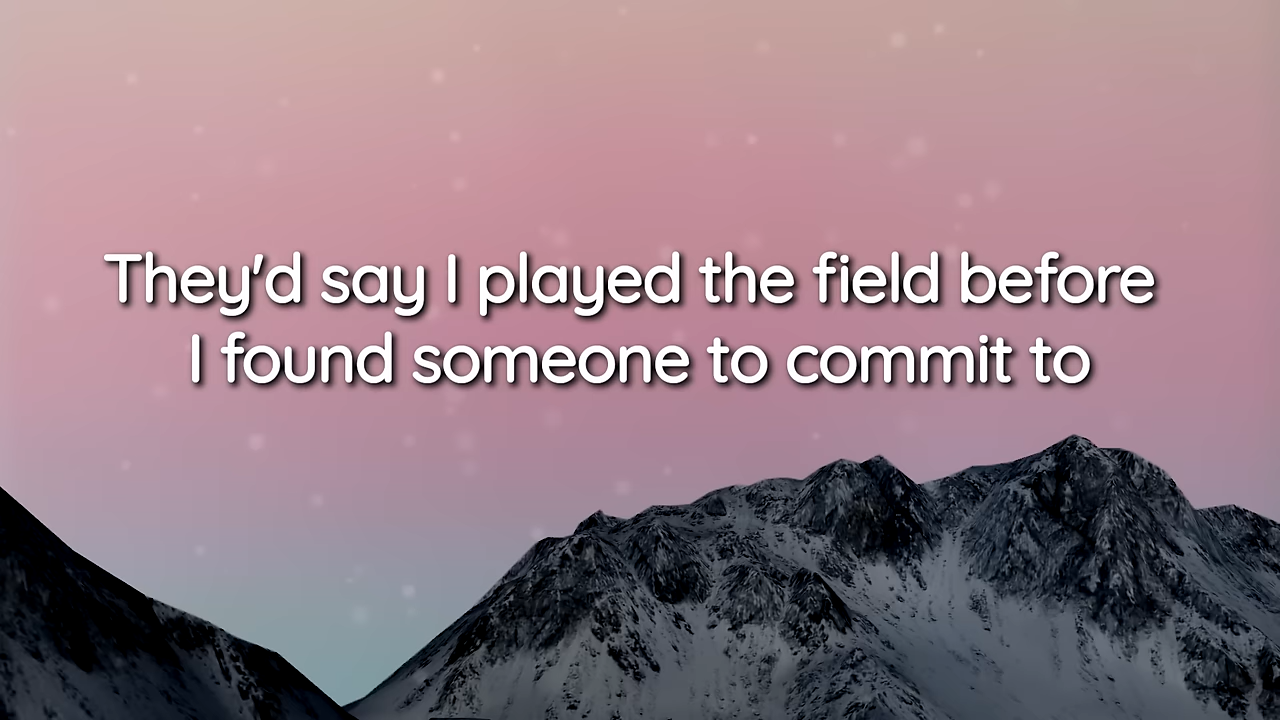 They'd say I played the field before
I found someone to commit to